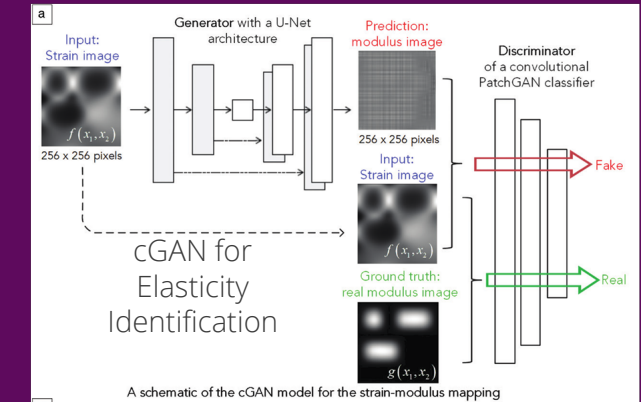 a
Generator with a U-Net
architecture
Input:
Strain image
f(x₁,x₂)
256 x 256 pixels
Prediction:
modulus image
256 x 256 pixels
Input:
Strain image
f(x₁,x₂)
Ground truth:
real modulus image
g(x₁,x₂)
Discriminator
of a convolutional
PatchGAN classifier
Fake
Real
cGAN for
Elasticity
Identification
A schematic of the cGAN model for the strain-modulus mapping